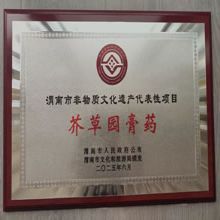 渭南市非物质文化遗产代表性项目
芥草园膏药
渭南市人民政府公布
渭南市文化和旅游局颁发
二〇二五年六月